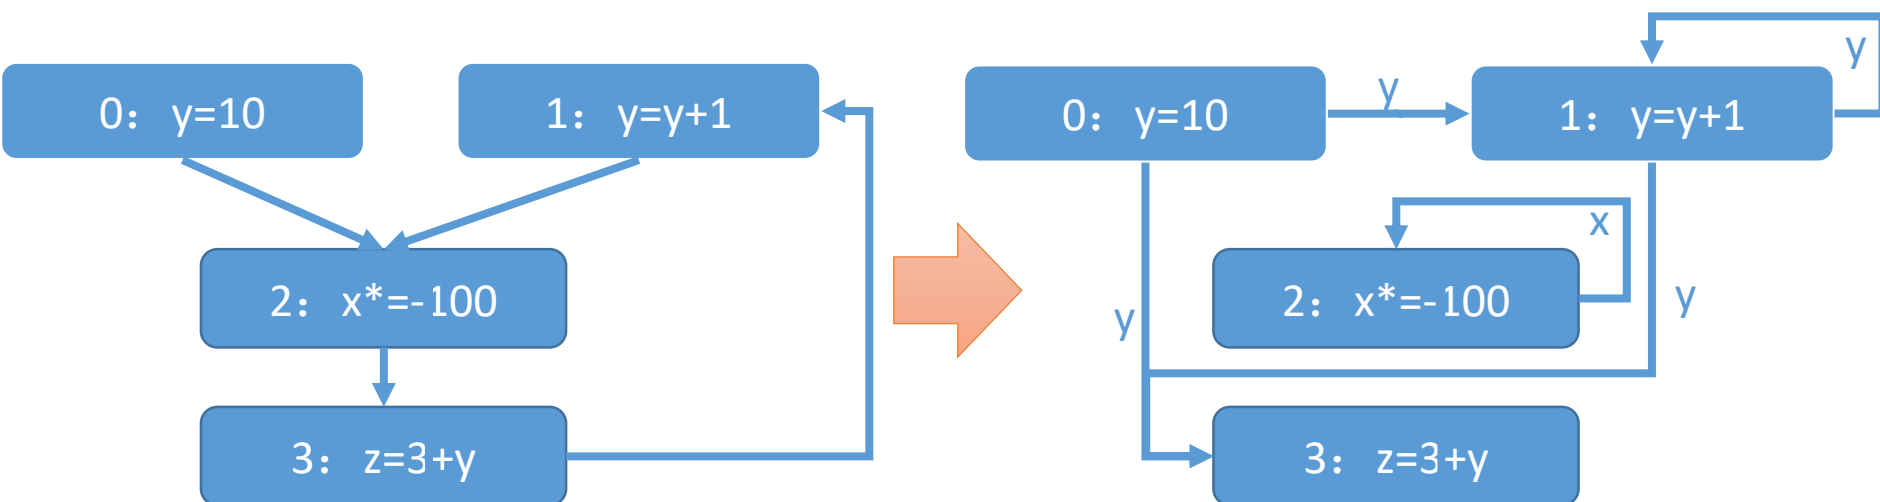 0： y=10
1： y=y+1
2： x*=-100
3： z=3+y
0： y=10
y
1： y=y+1
y
x
2： x*=-100
y
y
3： z=3+y